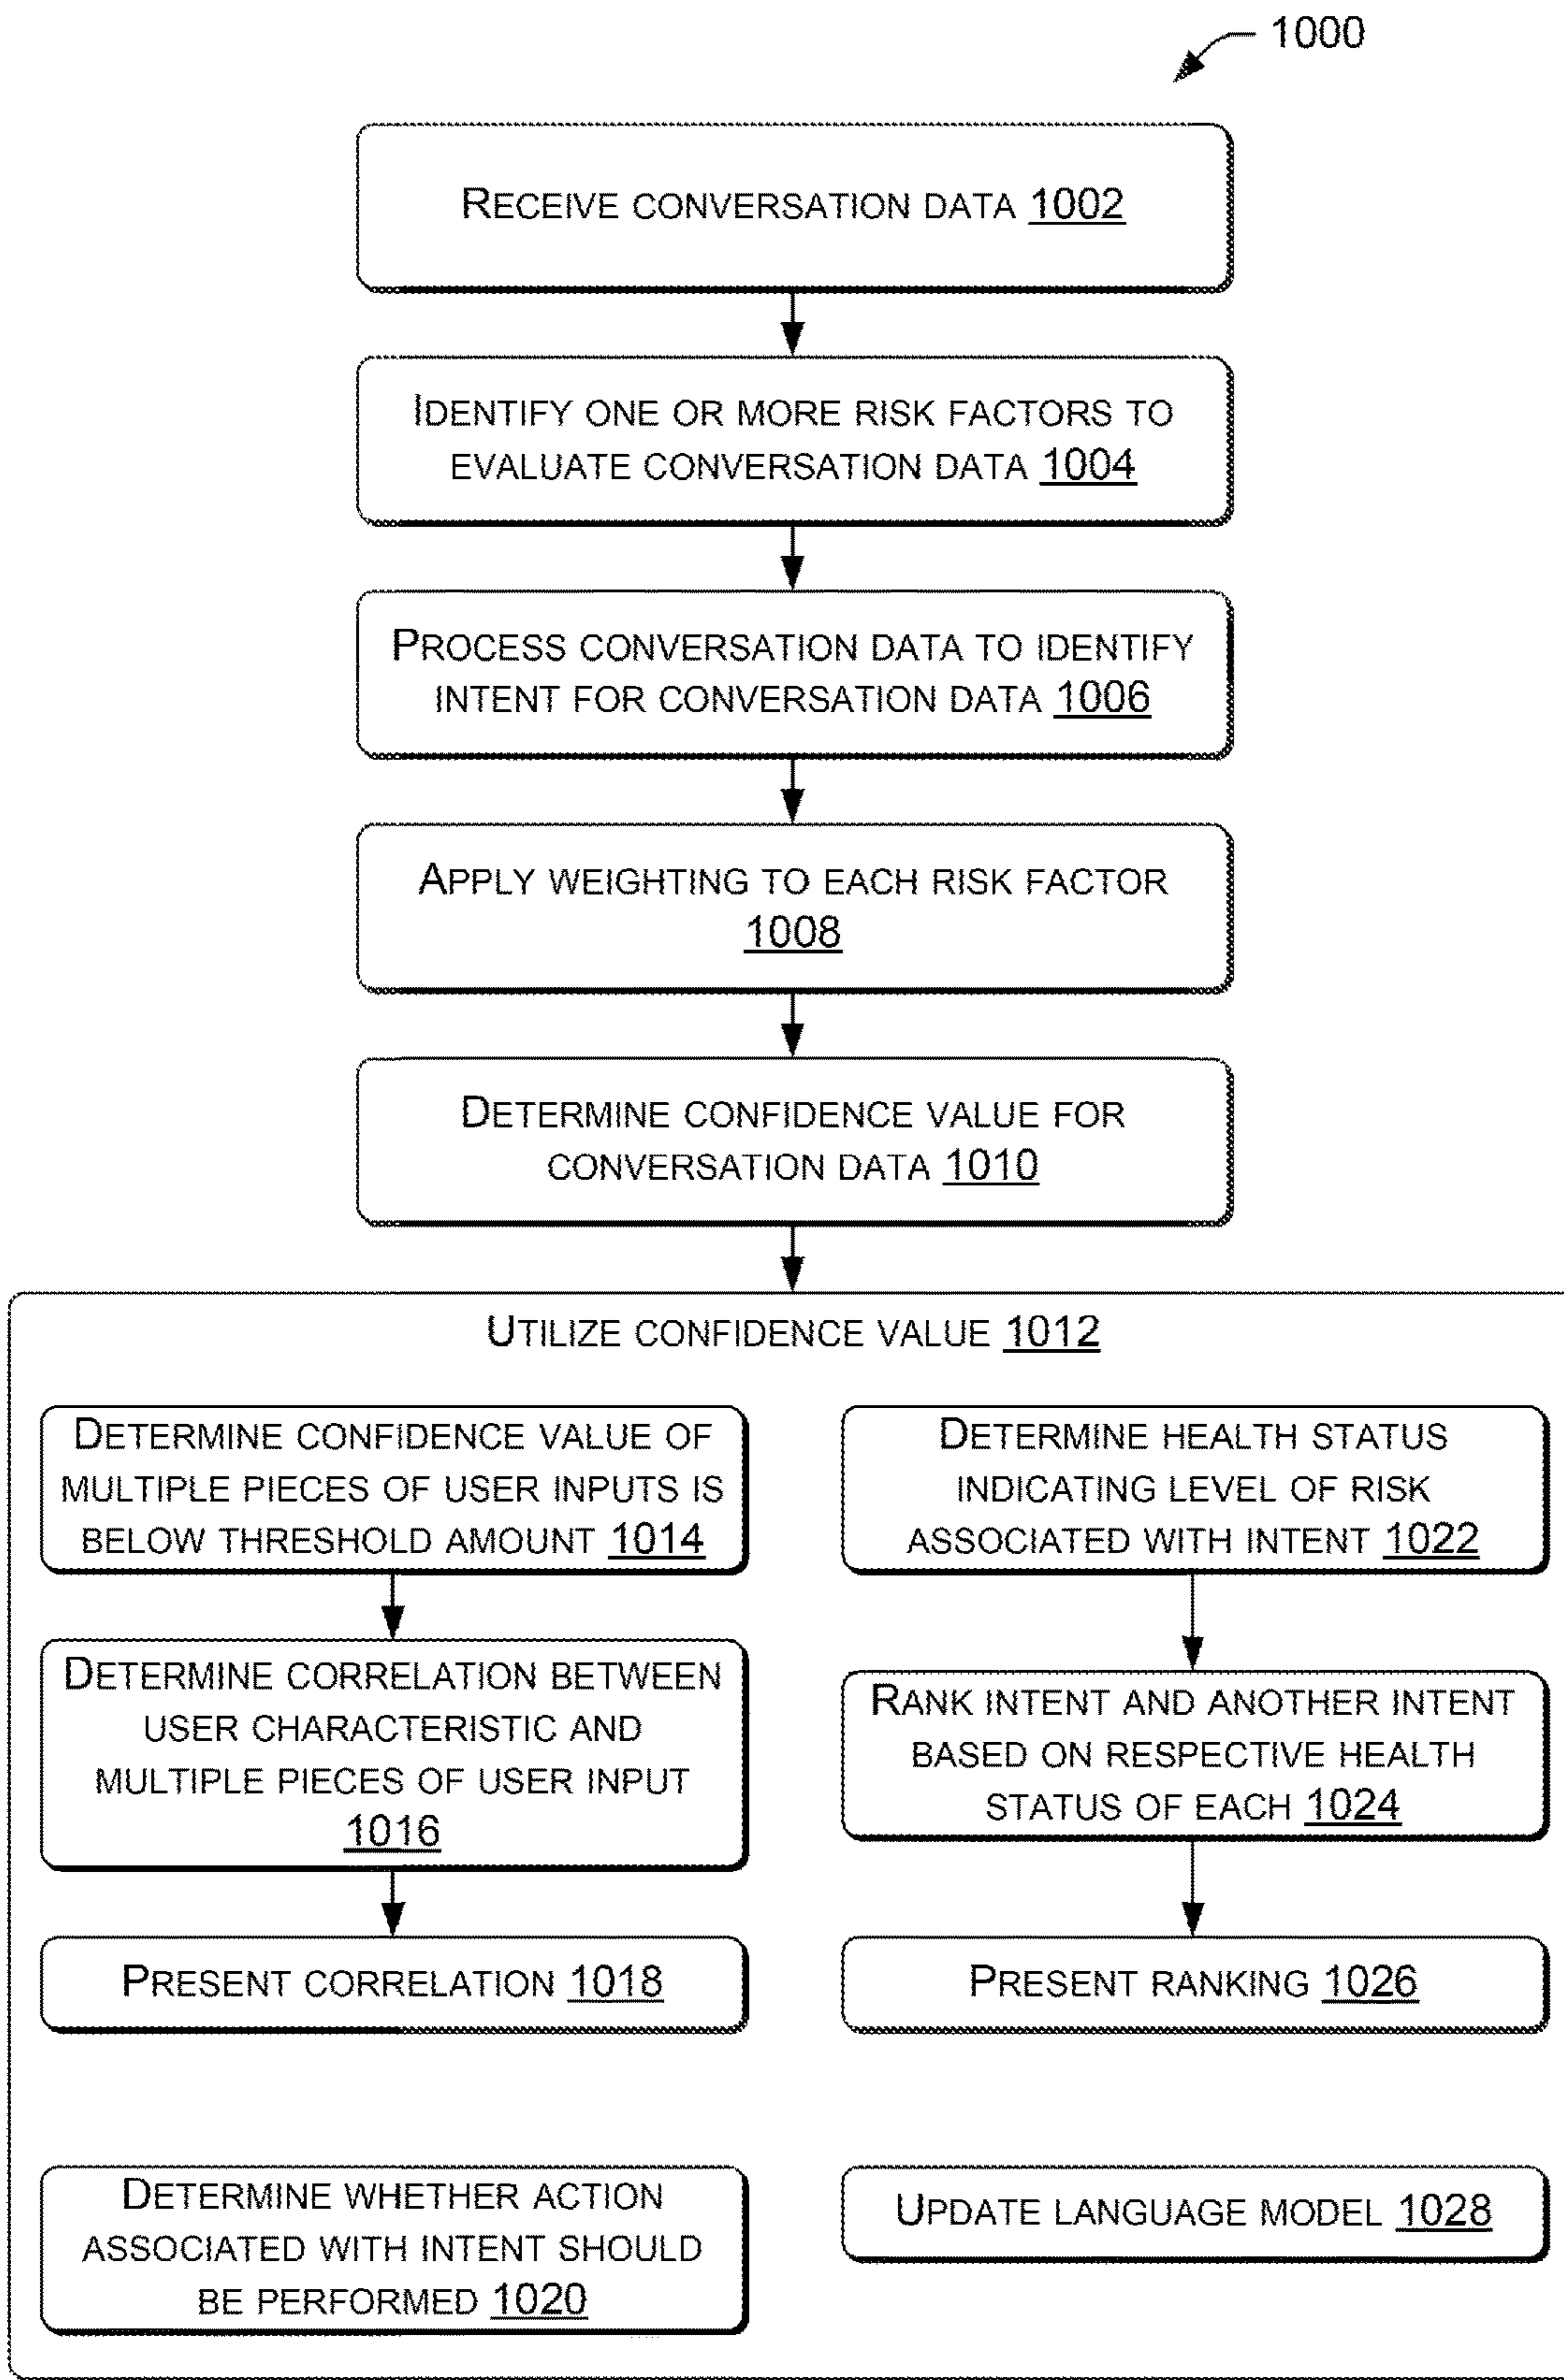 1000
RECEIVE CONVERSATION DATA 1002
IDENTIFY ONE OR MORE RISK FACTORS TO
EVALUATE CONVERSATION DATA 1004
PROCESS CONVERSATION DATA TO IDENTIFY
INTENT FOR CONVERSATION DATA 1006
APPLY WEIGHTING TO EACH RISK FACTOR
1008
DETERMINE CONFIDENCE VALUE FOR
CONVERSATION DATA 1010
UTILIZE CONFIDENCE VALUE 1012
DETERMINE CONFIDENCE VALUE OF
MULTIPLE PIECES OF USER INPUTS IS
BELOW THRESHOLD AMOUNT 1014
DETERMINE CORRELATION BETWEEN
USER CHARACTERISTIC AND
MULTIPLE PIECES OF USER INPUT
1016
PRESENT CORRELATION 1018
DETERMINE WHETHER ACTION
ASSOCIATED WITH INTENT SHOULD
BE PERFORMED 1020
DETERMINE HEALTH STATUS
INDICATING LEVEL OF RISK
ASSOCIATED WITH INTENT 1022
RANK INTENT AND ANOTHER INTENT
BASED ON RESPECTIVE HEALTH
STATUS OF EACH 1024
PRESENT RANKING 1026
UPDATE LANGUAGE MODEL 1028